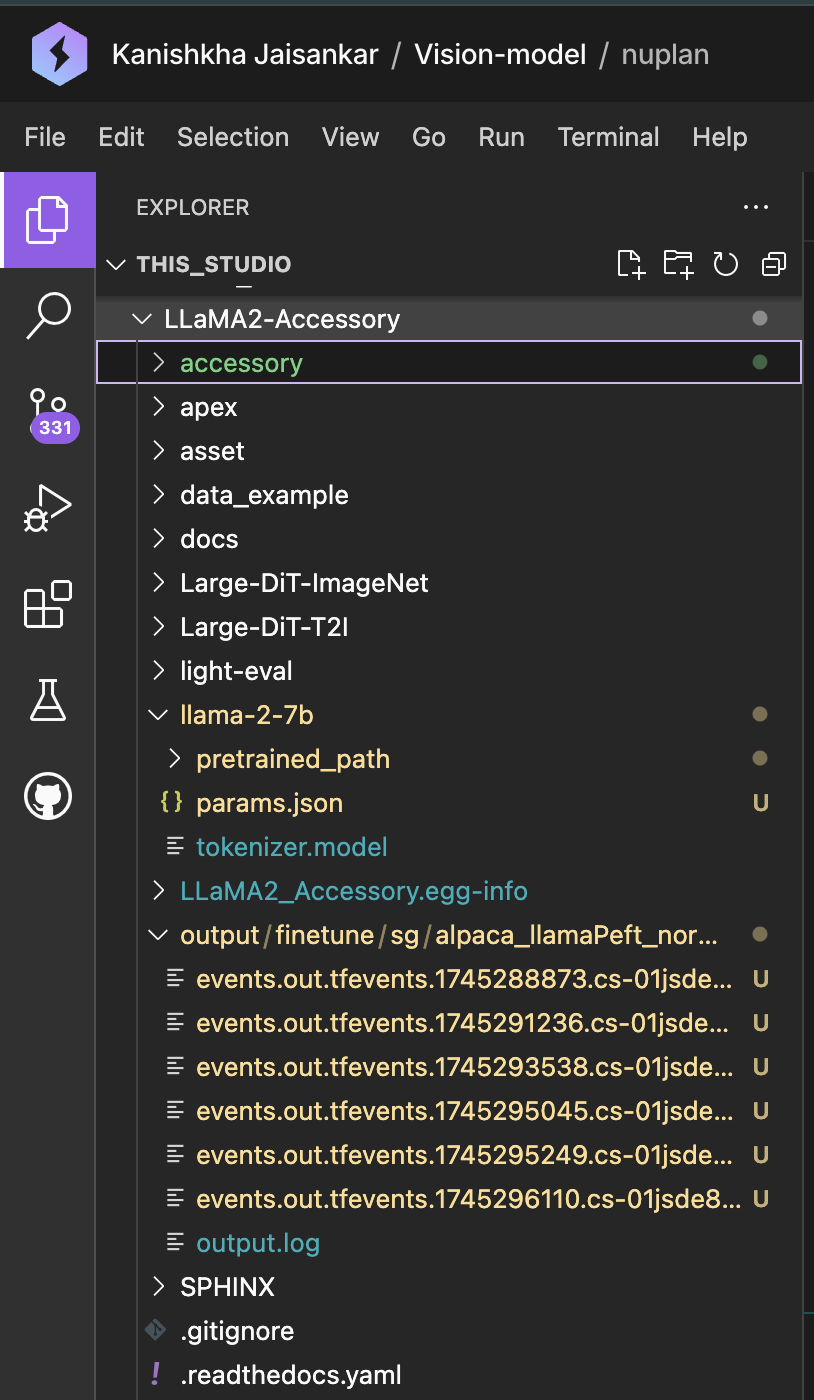 Kanishkha Jaisankar / Vision-model / nuplan
File Edit Selection View Go Run Terminal Help
EXPLORER
THIS_STUDIO
LLaMA2-Accessory
accessory
apex
asset
331
data_example
docs
Large-DiT-ImageNet
Large-DiT-T2I
light-eval
llama-2-7b
pretrained_path
{} params.json U
tokenizer.model
LLaMA2_Accessory.egg-info
output/finetune/sg/alpaca_llamaPeft_nor...
events.out.tfevents.1745288873.cs-01jsde... U
events.out.tfevents.1745291236.cs-01jsde... U
events.out.tfevents.1745293538.cs-01jsde... U
events.out.tfevents.1745295045.cs-01jsde... U
events.out.tfevents.1745295249.cs-01jsde... U
events.out.tfevents.1745296110.cs-01jsde8... U
output.log
SPHINX
.gitignore
! .readthedocs.yaml